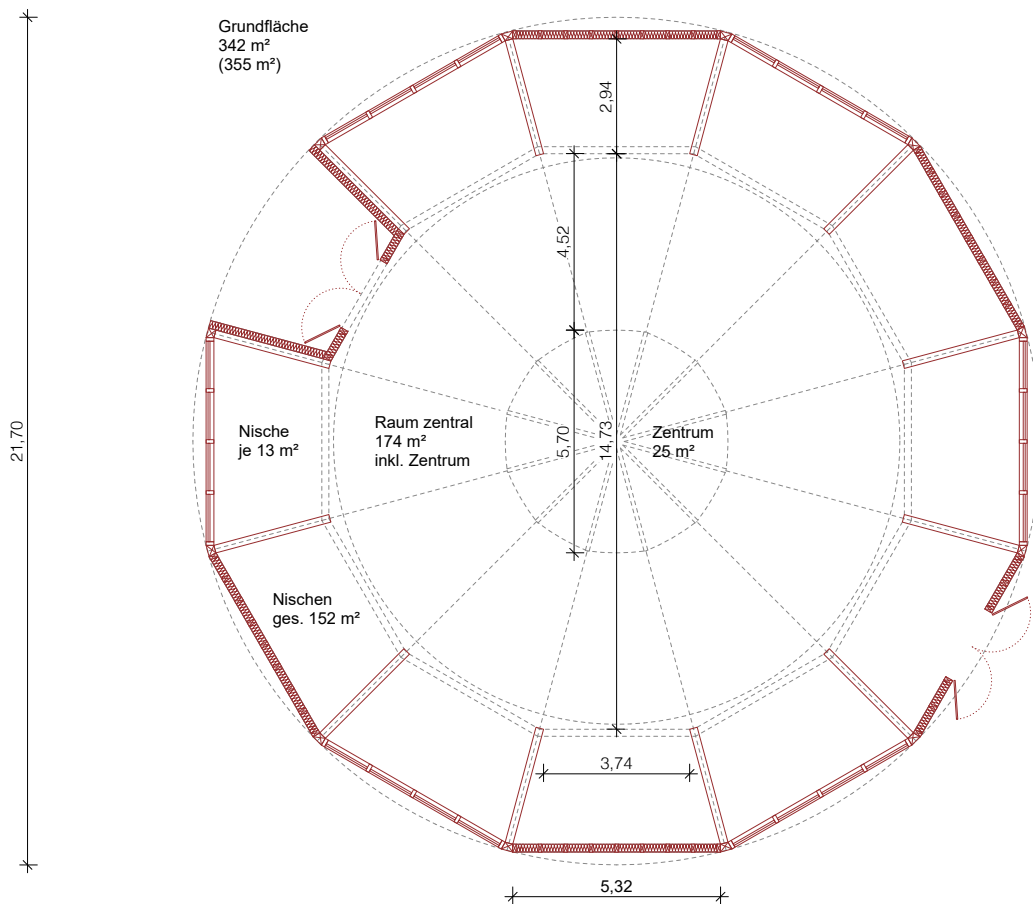 Grundfläche
342 m²
(355 m²)
2,94
4,52
21,70
5,70
14,73
Nische
je 13 m²
Raum zentral
174 m²
inkl. Zentrum
Zentrum
25 m²
Nischen
ges. 152 m²
3,74
5,32